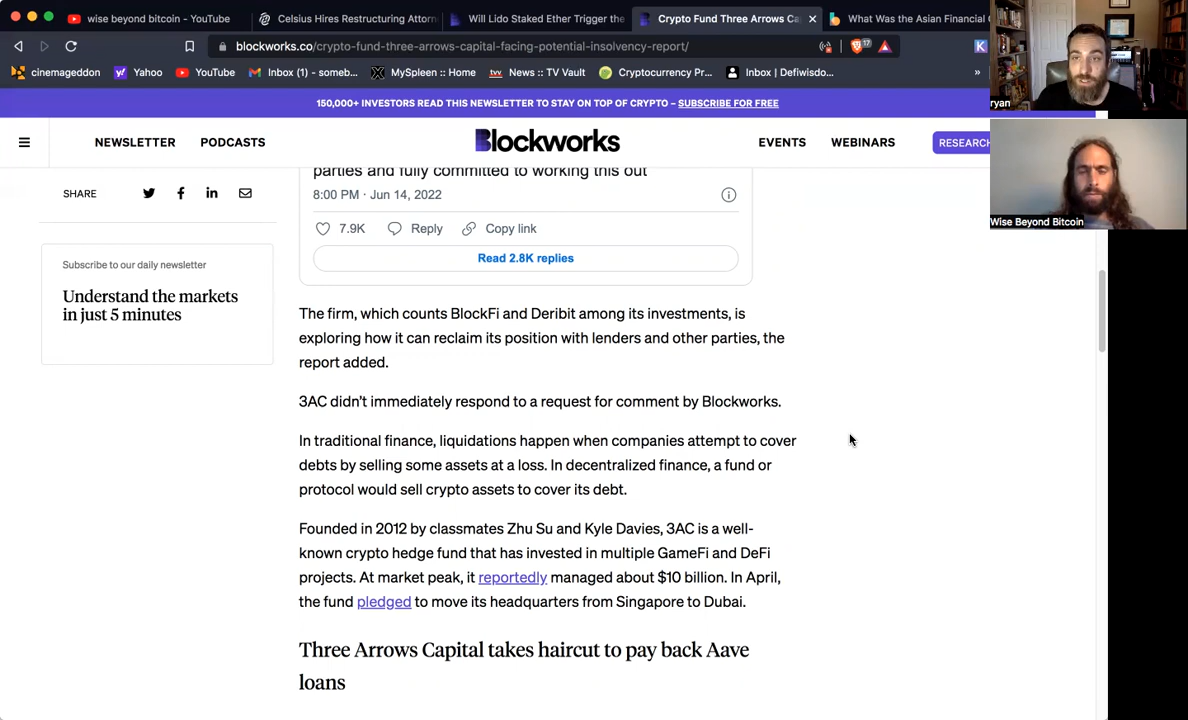 wise beyond bitcoin - YouTube
Celsius Hires Restructuring Attorn
Will Lido Staked Ether Trigger the
Crypto Fund Three Arrows Ca
What Was the Asian Financial C
blockworks.co/crypto-fund-three-arrows-capital-facing-potential-insolvency-report/
17
K
cinemageddon
Yahoo
YouTube
Inbox (1) - someb...
MySpleen :: Home
News :: TV Vault
Cryptocurrency Pr...
Inbox | Defiwisdo...
»
ryan
Wise Beyond Bitcoin
150,000+ INVESTORS READ THIS NEWSLETTER TO STAY ON TOP OF CRYPTO – SUBSCRIBE FOR FREE
NEWSLETTER
PODCASTS
Blockworks
EVENTS
WEBINARS
RESEARCH
SHARE
Subscribe to our daily newsletter
Understand the markets
in just 5 minutes
parties and fully committed to working this out
8:00 PM · Jun 14, 2022
7.9K
Reply
Copy link
Read 2.8K replies
The firm, which counts BlockFi and Deribit among its investments, is
exploring how it can reclaim its position with lenders and other parties, the
report added.
3AC didn’t immediately respond to a request for comment by Blockworks.
In traditional finance, liquidations happen when companies attempt to cover
debts by selling some assets at a loss. In decentralized finance, a fund or
protocol would sell crypto assets to cover its debt.
Founded in 2012 by classmates Zhu Su and Kyle Davies, 3AC is a well-
known crypto hedge fund that has invested in multiple GameFi and DeFi
projects. At market peak, it reportedly managed about $10 billion. In April,
the fund pledged to move its headquarters from Singapore to Dubai.
Three Arrows Capital takes haircut to pay back Aave
loans